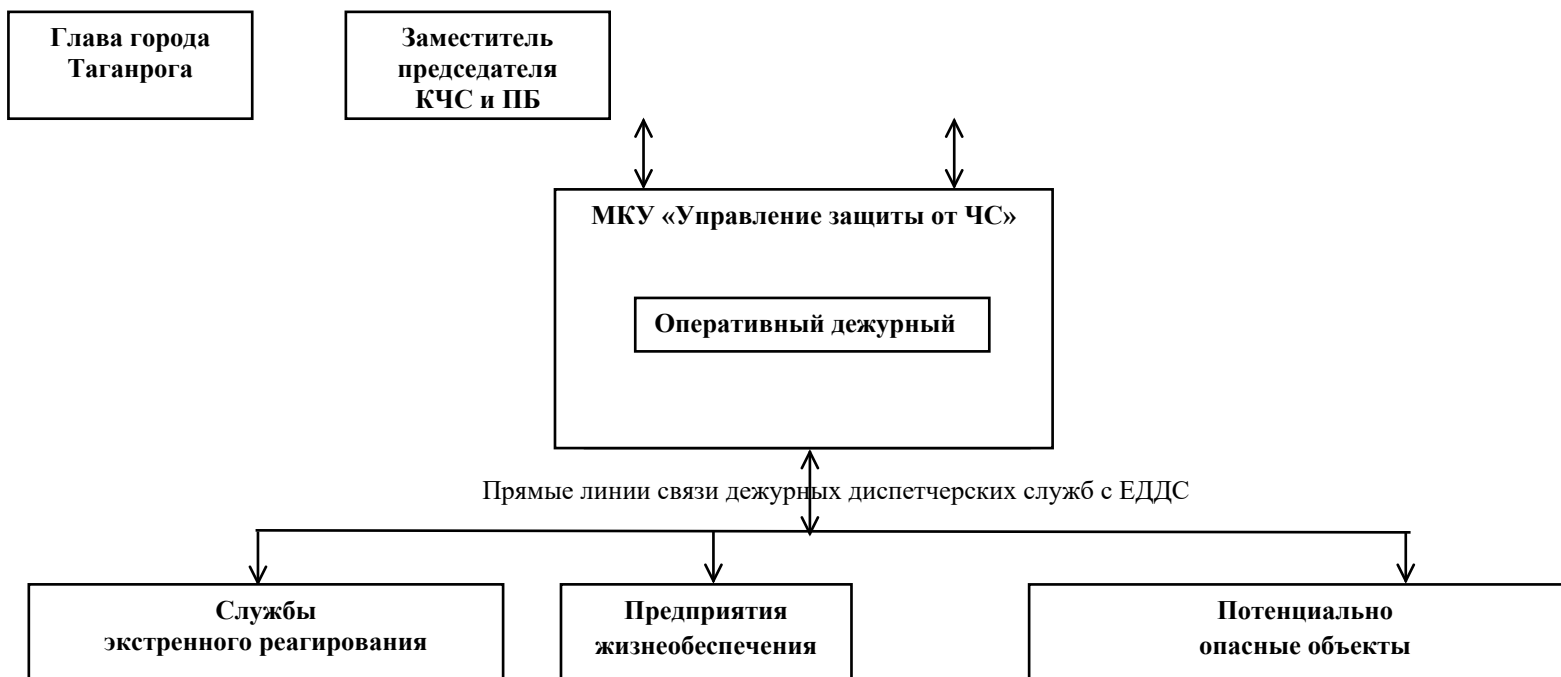 Глава города
Таганрога
Заместитель
председателя
КЧС и ПБ
МКУ «Управление защиты от ЧС»
Оперативный дежурный
Прямые линии связи дежурных диспетчерских служб с ЕДДС
Службы
экстренного реагирования
Предприятия
жизнеобеспечения
Потенциально
опасные объекты